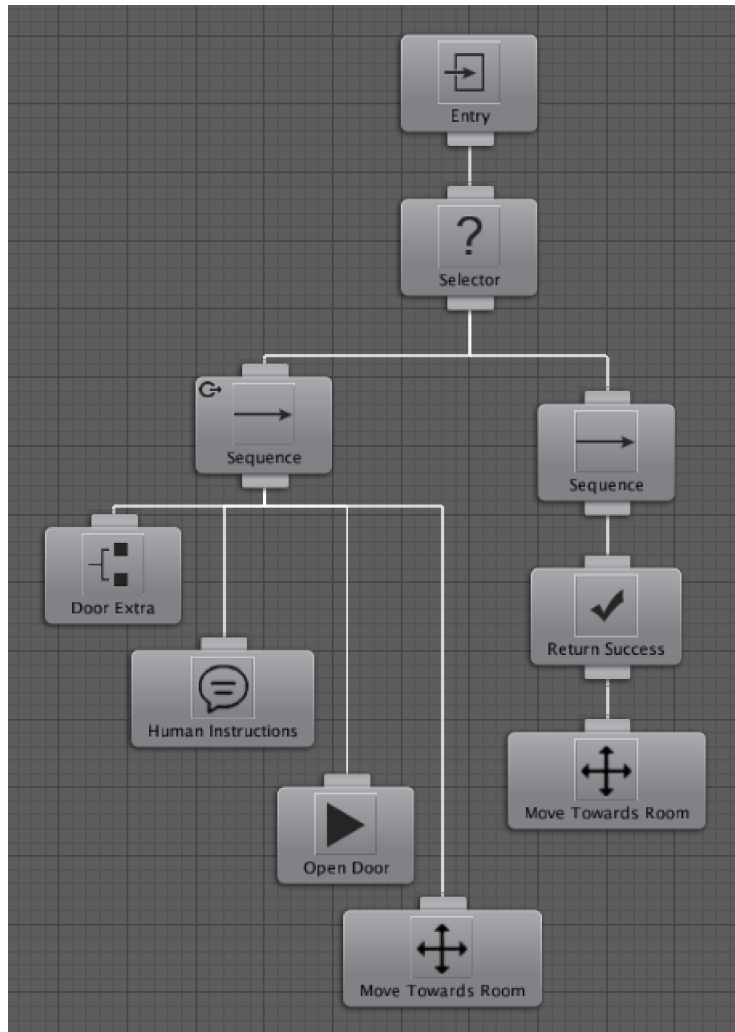 Entry
?
Selector
Sequence
Sequence
Door Extra
Return Success
Human Instructions
Move Towards Room
Open Door
Move Towards Room